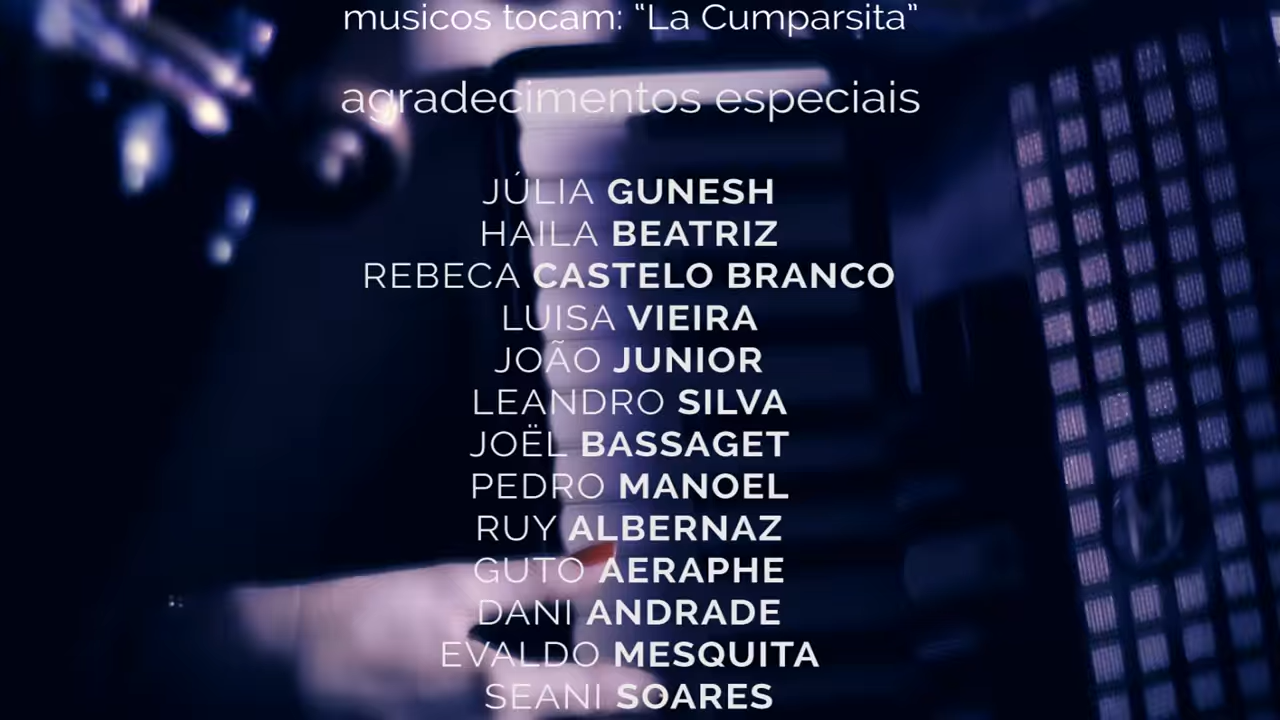 musicos tocam: “La Cumparsita”
agradecimentos especiais
JÚLIA GUNESH
HAILA BEATRIZ
REBECA CASTELO BRANCO
LUISA VIEIRA
JOÃO JUNIOR
LEANDRO SILVA
JOËL BASSAGET
PEDRO MANOEL
RUY ALBERNAZ
GUTO AERAPHE
DANI ANDRADE
EVALDO MESQUITA
SEANI SOARES